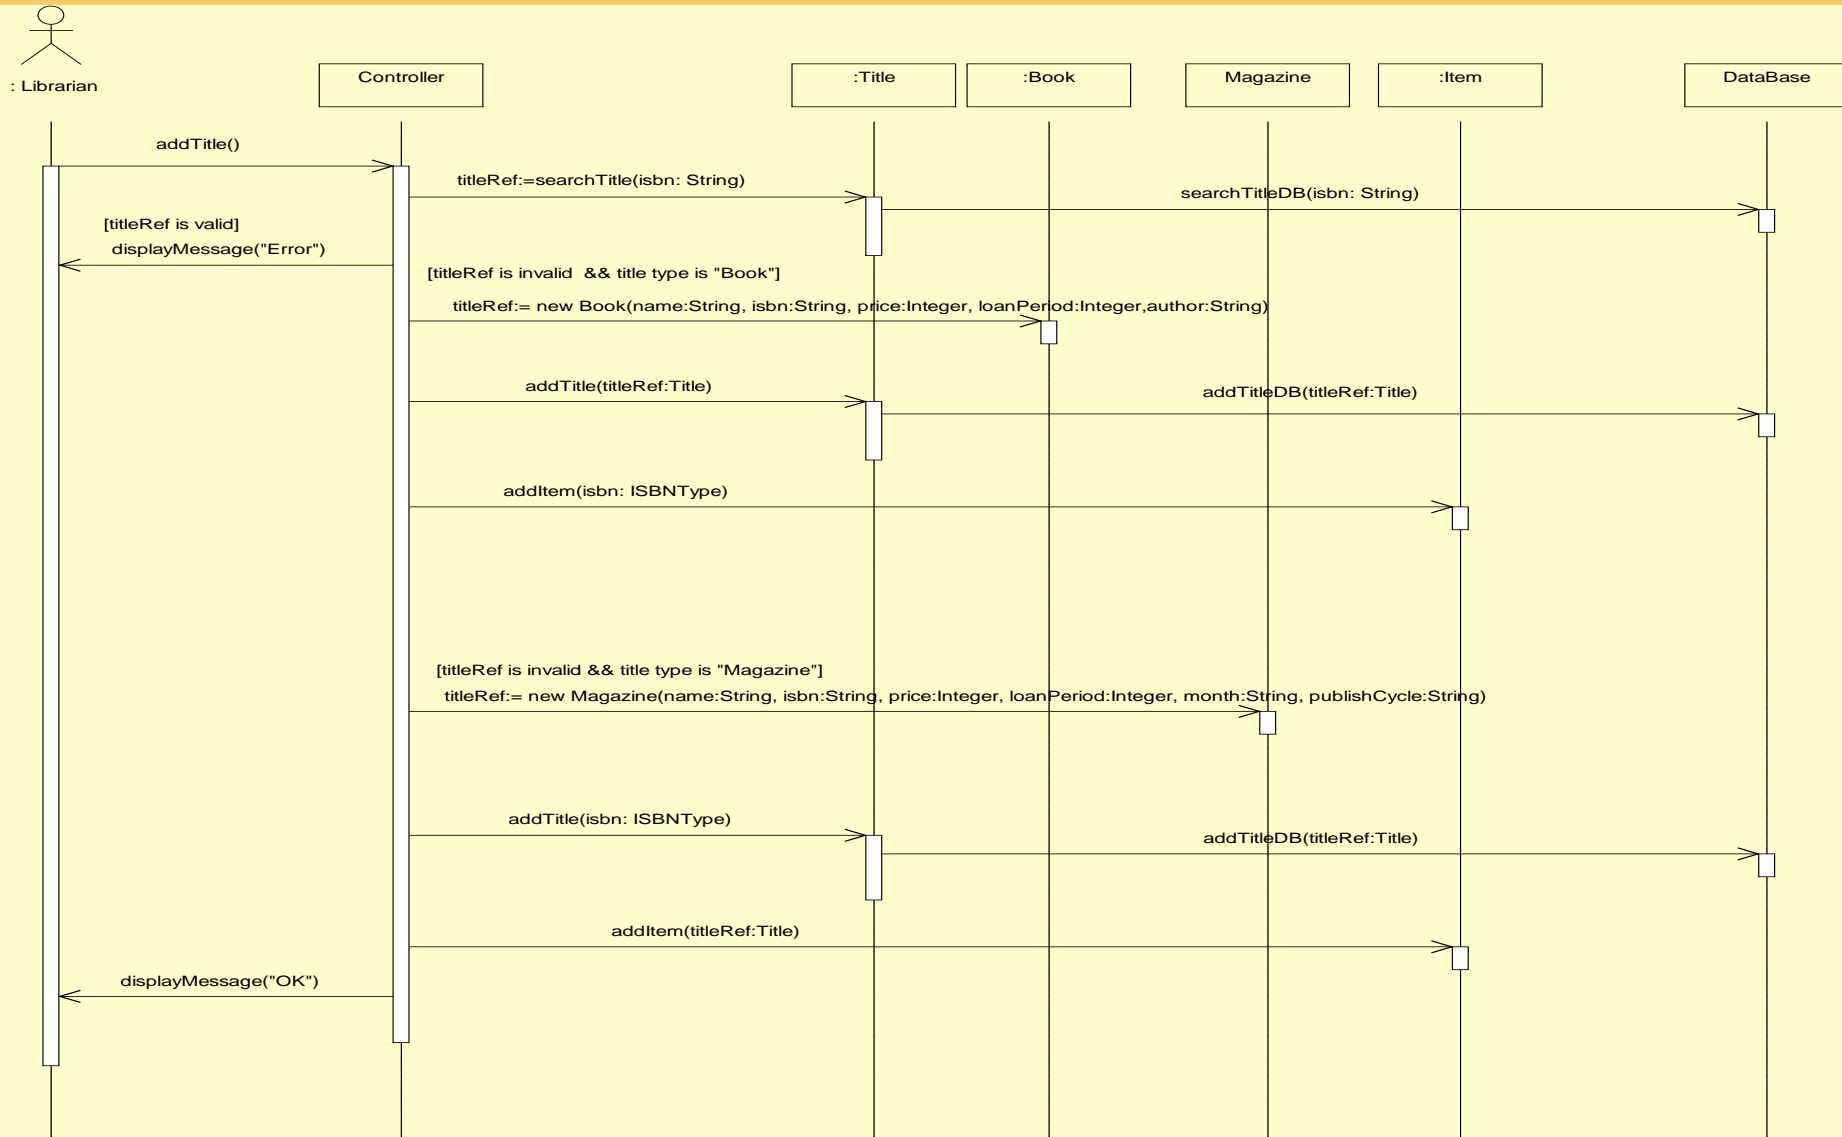 : Librarian
Controller
:Title
:Book
Magazine
:Item
DataBase
addTitle()
titleRef:=searchTitle(isbn: String)
searchTitleDB(isbn: String)
[titleRef is valid]
displayMessage("Error")
[titleRef is invalid  && title type is "Book"]
titleRef:= new Book(name:String, isbn:String, price:Integer, loanPeriod:Integer,author:String)
addTitle(titleRef:Title)
addTitleDB(titleRef:Title)
addItem(isbn: ISBNType)
[titleRef is invalid && title type is "Magazine"]
titleRef:= new Magazine(name:String, isbn:String, price:Integer, loanPeriod:Integer, month:String, publishCycle:String)
addTitle(isbn: ISBNType)
addTitleDB(titleRef:Title)
addItem(titleRef:Title)
displayMessage("OK")